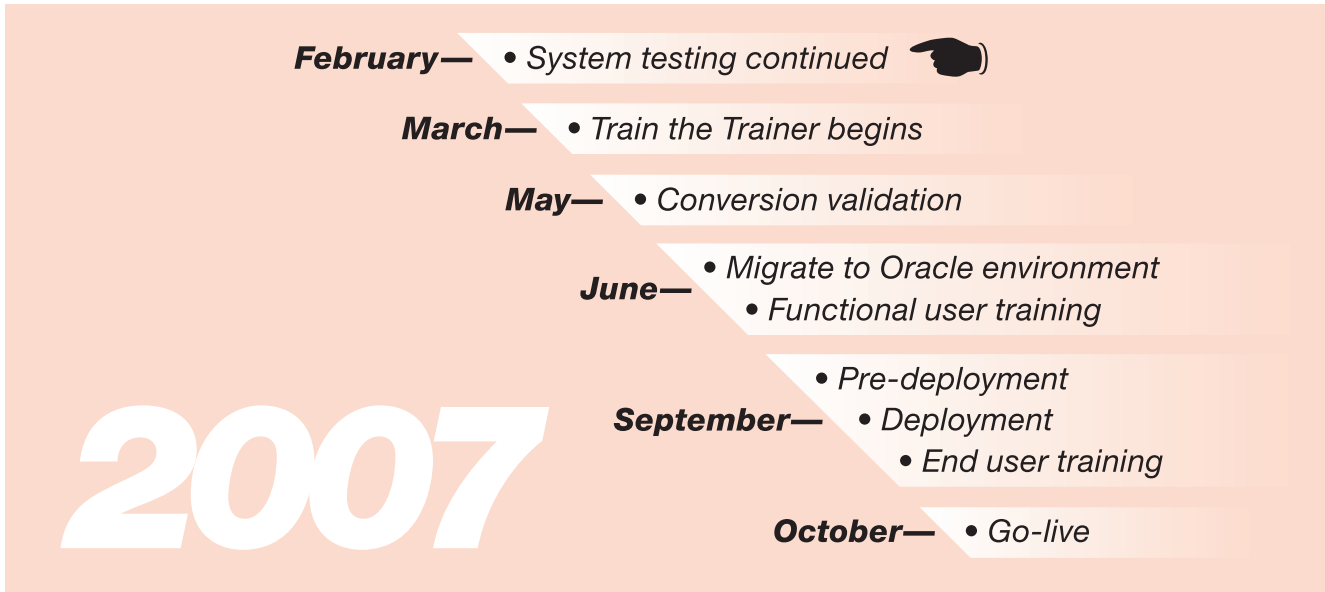 February— • System testing continued
March— • Train the Trainer begins
May— • Conversion validation
• Migrate to Oracle environment
June—
• Functional user training
• Pre-deployment
September— • Deployment
• End user training
October— • Go-live
2007